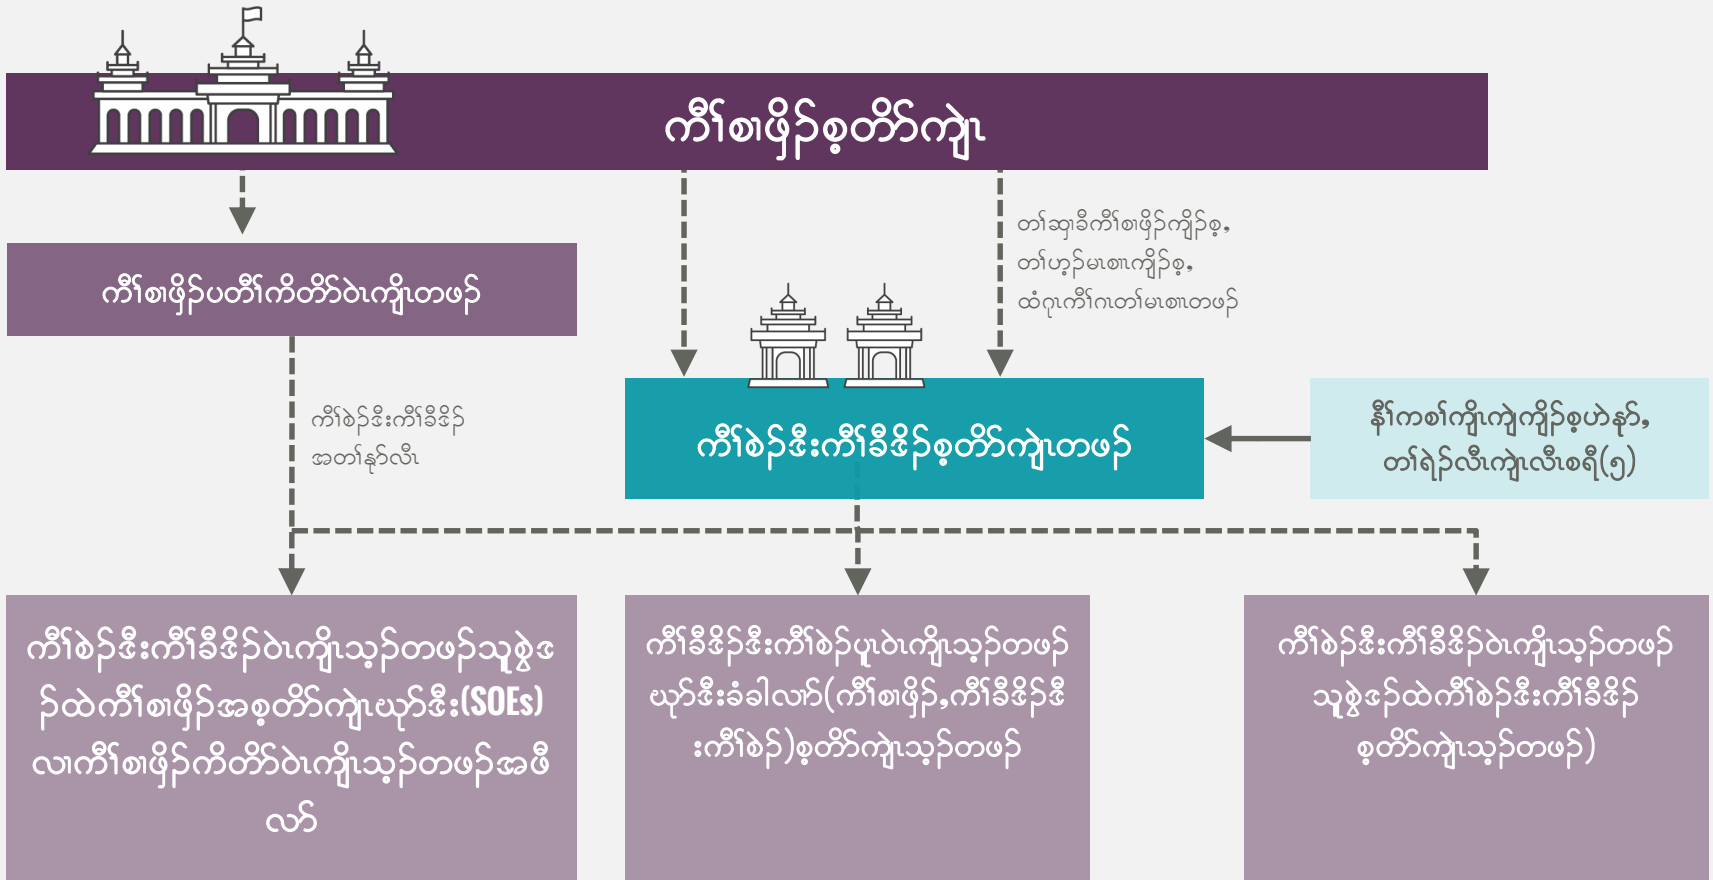 ကီၢ်စၢဖှိၣ်စ့တိာ်ကျဲၤ
တၢ်ဆှၢခီကီၢ်စၢဖှိၣ်ကျိၣ်စ့,
တၢ်ဟ့ၣ်မၤစၢၤကျိၣ်စ့,
ထံဂုၤကီၢ်ဂၤတၢ်မၤစၢၤတဖၣ်
ကီၢ်စၢဖှိၣ်ပတီၢ်ကိတိာ်ဝဲၤကျိၤတဖၣ်
ကီၢ်စဲၣ်ဒီးကီၢ်ခီဒိၣ်
အတၢ်နုာ်လီၤ
ကီၢ်စဲၣ်ဒီးကီၢ်ခီဒိၣ်စ့တိာ်ကျဲၤတဖၣ်
နီၢ်ကစၢ်ကျိၤကျဲကျိၣ်စ့ဟဲနုာ်,
တၢ်ရဲၣ်လီၤကျဲၤလီၤစရီ(၅)
ကီၢ်စဲၣ်ဒီးကီၢ်ခီဒိၣ်ဝဲၤကျိၤသ့ၣ်တဖၣ်သူစွဲဒ
ၣ်ထဲကီၢ်စၢဖှိၣ်အစ့တိာ်ကျဲၤဃုာ်ဒီး(SOEs)
လၢကီၢ်စၢဖှိၣ်ကိတိာ်ဝဲၤကျိၤသ့ၣ်တဖၣ်အဖီ
လာ်
ကီၢ်ခီဒိၣ်ဒီးကီၢ်စဲၣ်ပူၤဝဲၤကျိၤသ့ၣ်တဖၣ်
ဃုာ်ဒီးခံခါလၢာ်(ကီၢ်စၢဖှိၣ်,ကီၢ်ခီဒိၣ်ဒီ
းကီၢ်စဲၣ်)စ့တိာ်ကျဲၤသ့ၣ်တဖၣ်
ကီၢ်စဲၣ်ဒီးကီၢ်ခီဒိၣ်ဝဲၤကျိၤသ့ၣ်တဖၣ်
သူစွဲဒၣ်ထဲကီၢ်စဲၣ်ဒီးကီၢ်ခီဒိၣ်
စ့တိာ်ကျဲၤသ့ၣ်တဖၣ်)